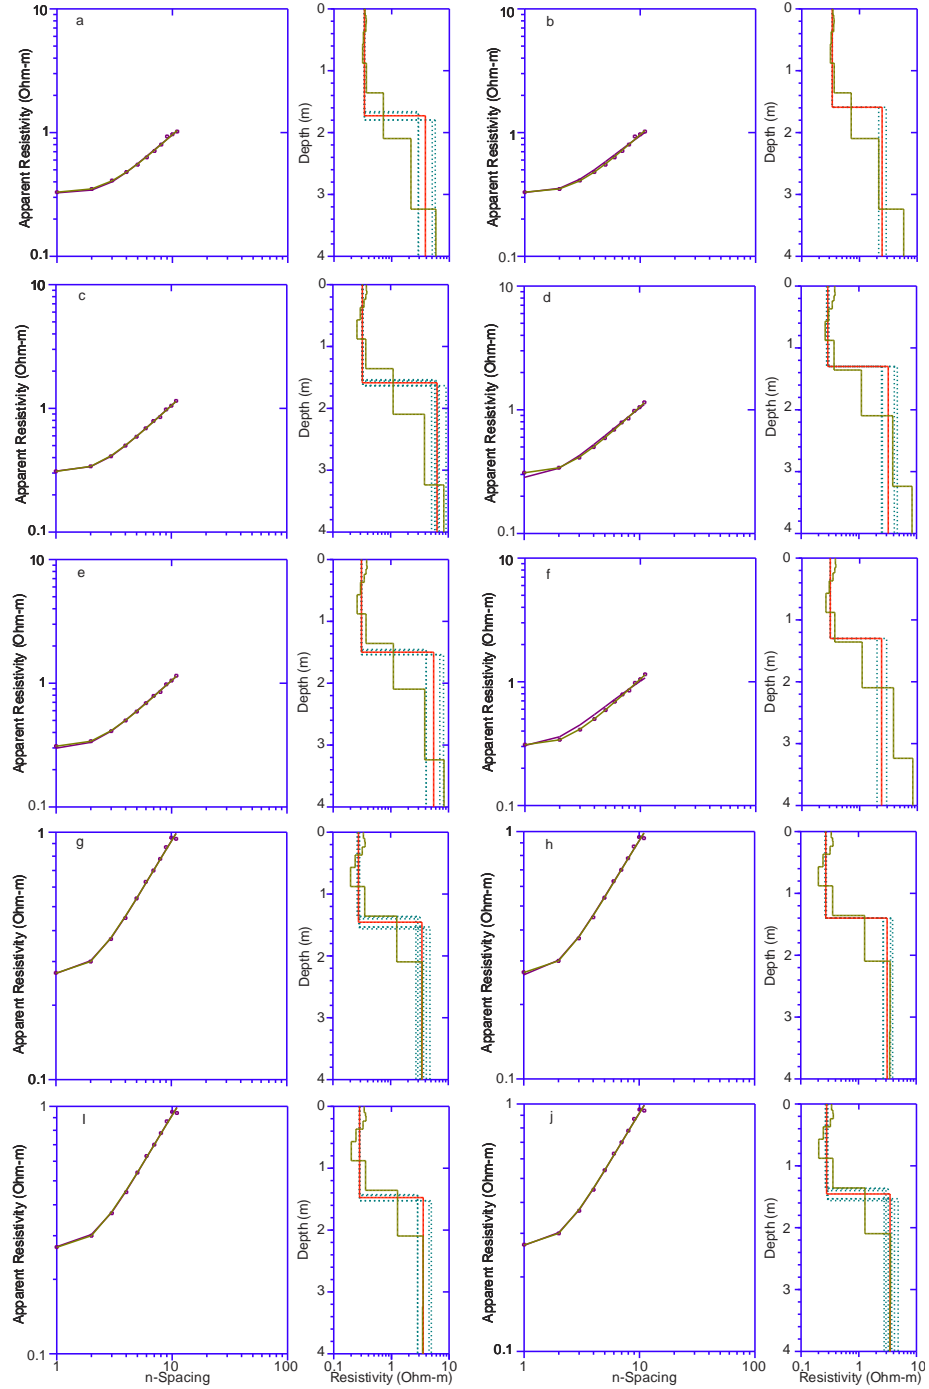 a
10
1
0.1
Apparent Resistivity (Ohm-m)
0
1
2
3
4
Depth (m)
b
10
1
0.1
Apparent Resistivity (Ohm-m)
0
1
2
3
4
Depth (m)
c
10
1
0.1
Apparent Resistivity (Ohm-m)
0
1
2
3
4
Depth (m)
d
10
1
0.1
Apparent Resistivity (Ohm-m)
0
1
2
3
4
Depth (m)
e
10
1
0.1
Apparent Resistivity (Ohm-m)
0
1
2
3
4
Depth (m)
f
10
1
0.1
Apparent Resistivity (Ohm-m)
0
1
2
3
4
Depth (m)
g
1
0.1
Apparent Resistivity (Ohm-m)
0
1
2
3
4
Depth (m)
h
1
0.1
Apparent Resistivity (Ohm-m)
0
1
2
3
4
Depth (m)
I
1
0.1
Apparent Resistivity (Ohm-m)
1 10 100
n-Spacing
0
1
2
3
4
Depth (m)
0.1 1 10
Resistivity (Ohm-m)
j
1
0.1
Apparent Resistivity (Ohm-m)
1 10 100
n-Spacing
0
1
2
3
4
Depth (m)
0.1 1 10
Resistivity (Ohm-m)